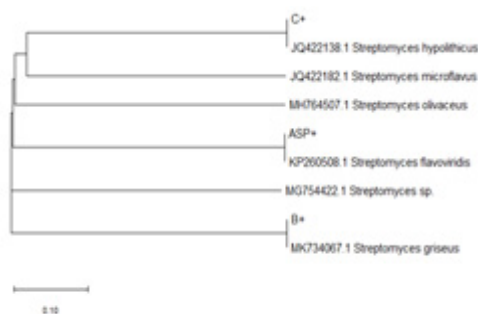 C+
JQ422138.1 Streptomyces hypolithicus
JQ422182.1 Streptomyces microflavus
MH764507.1 Streptomyces olivaceus
ASP+
KP260508.1 Streptomyces flavoviridis
MG754422.1 Streptomyces sp.
B+
MK734067.1 Streptomyces griseus
0.10